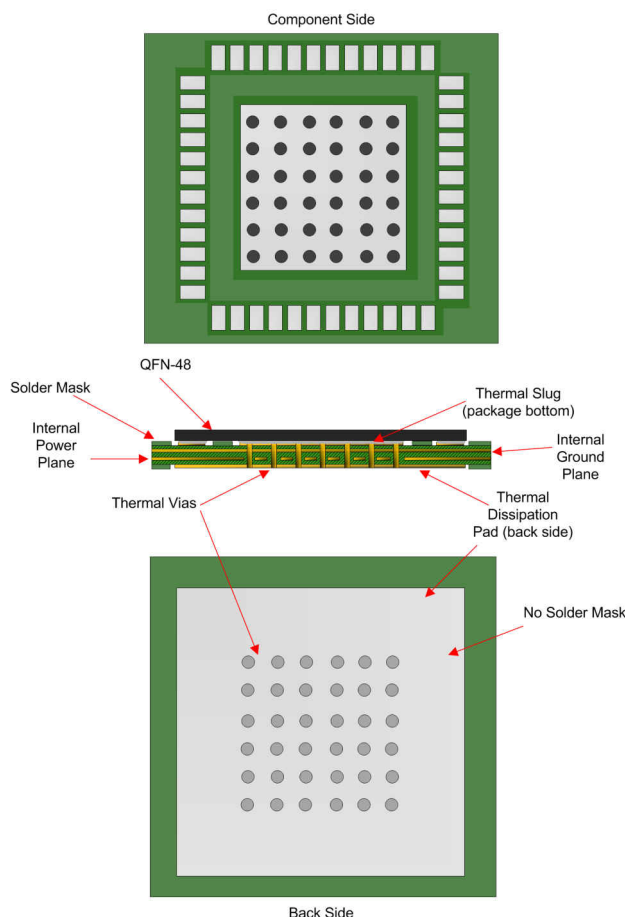 Component Side
QFN-48
Solder Mask
Thermal Slug
(package bottom)
Internal
Power
Plane
Internal
Ground
Plane
Thermal Vias
Thermal
Dissipation
Pad (back side)
No Solder Mask
Back Side